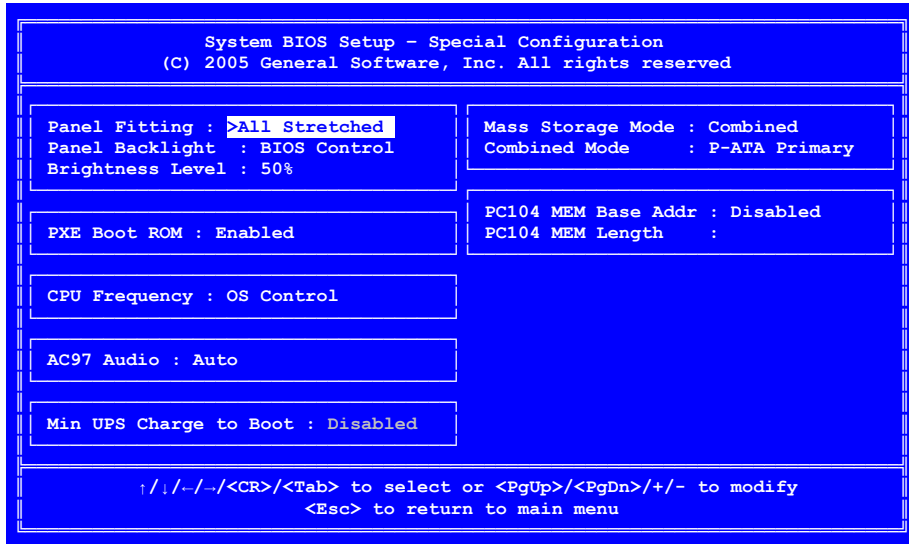 System BIOS Setup – Special Configuration
(C) 2005 General Software, Inc. All rights reserved
Panel Fitting : >All Stretched
Panel Backlight : BIOS Control
Brightness Level : 50%
PXE Boot ROM : Enabled
CPU Frequency : OS Control
AC97 Audio : Auto
Min UPS Charge to Boot : Disabled
Mass Storage Mode : Combined
Combined Mode : P-ATA Primary
PC104 MEM Base Addr : Disabled
PC104 MEM Length :
↑/↓/←/→/<CR>/<Tab> to select or <PgUp>/<PgDn>/+/- to modify
<Esc> to return to main menu